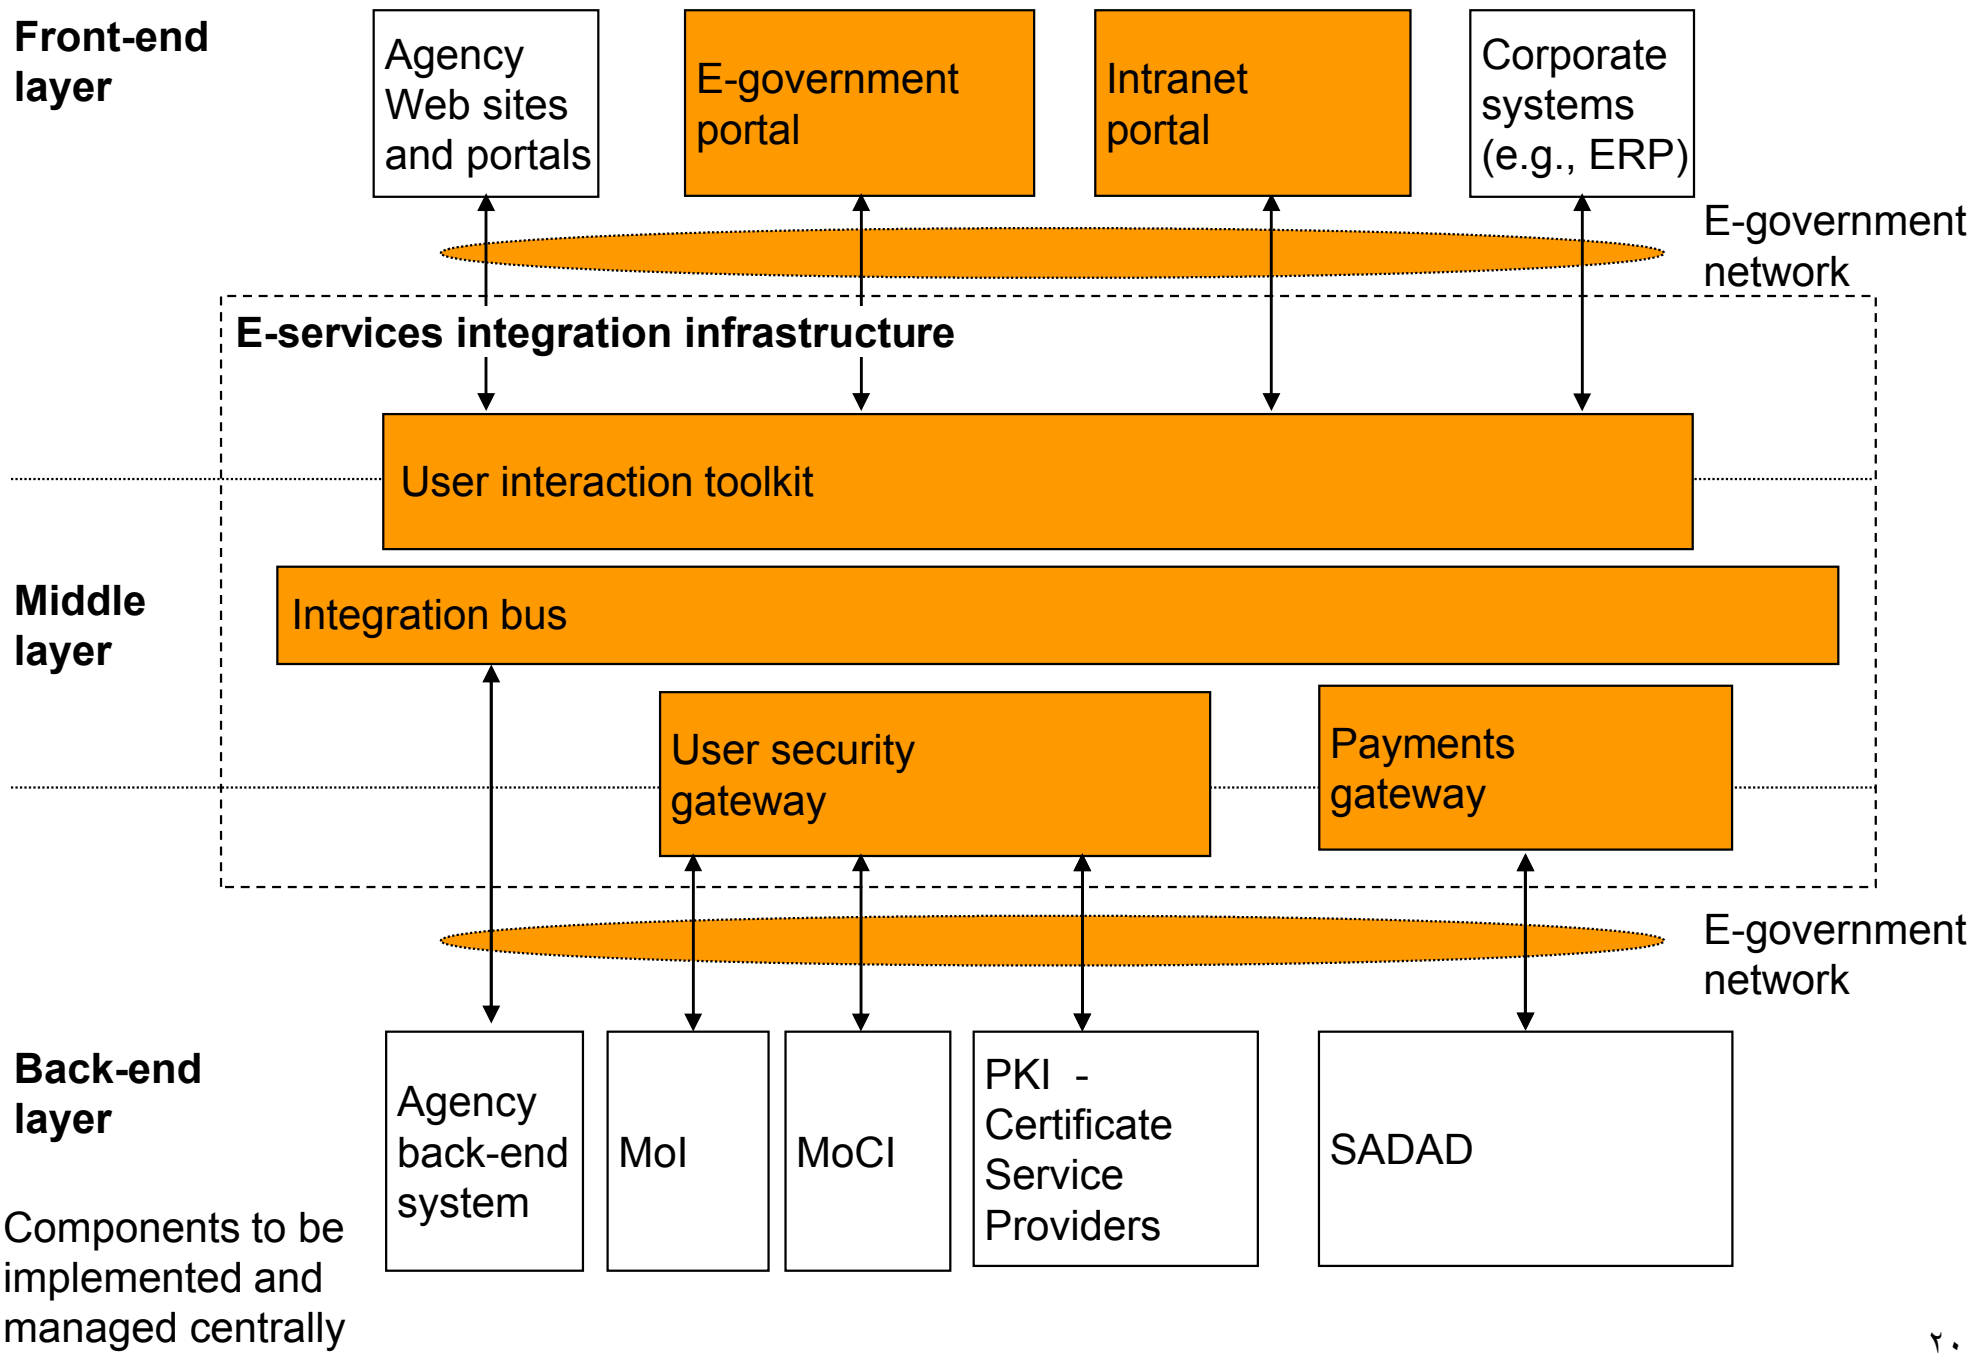 Front-end
layer
Agency
Web sites
and portals
E-government
portal
Intranet
portal
Corporate
systems
(e.g., ERP)
E-government
network
E-services integration infrastructure
User interaction toolkit
Middle
layer
Integration bus
User security
gateway
Payments
gateway
E-government
network
Back-end
layer
Agency
back-end
system
MoI
MoCI
PKI -
Certificate
Service
Providers
SADAD
Components to be
implemented and
managed centrally
٢٠